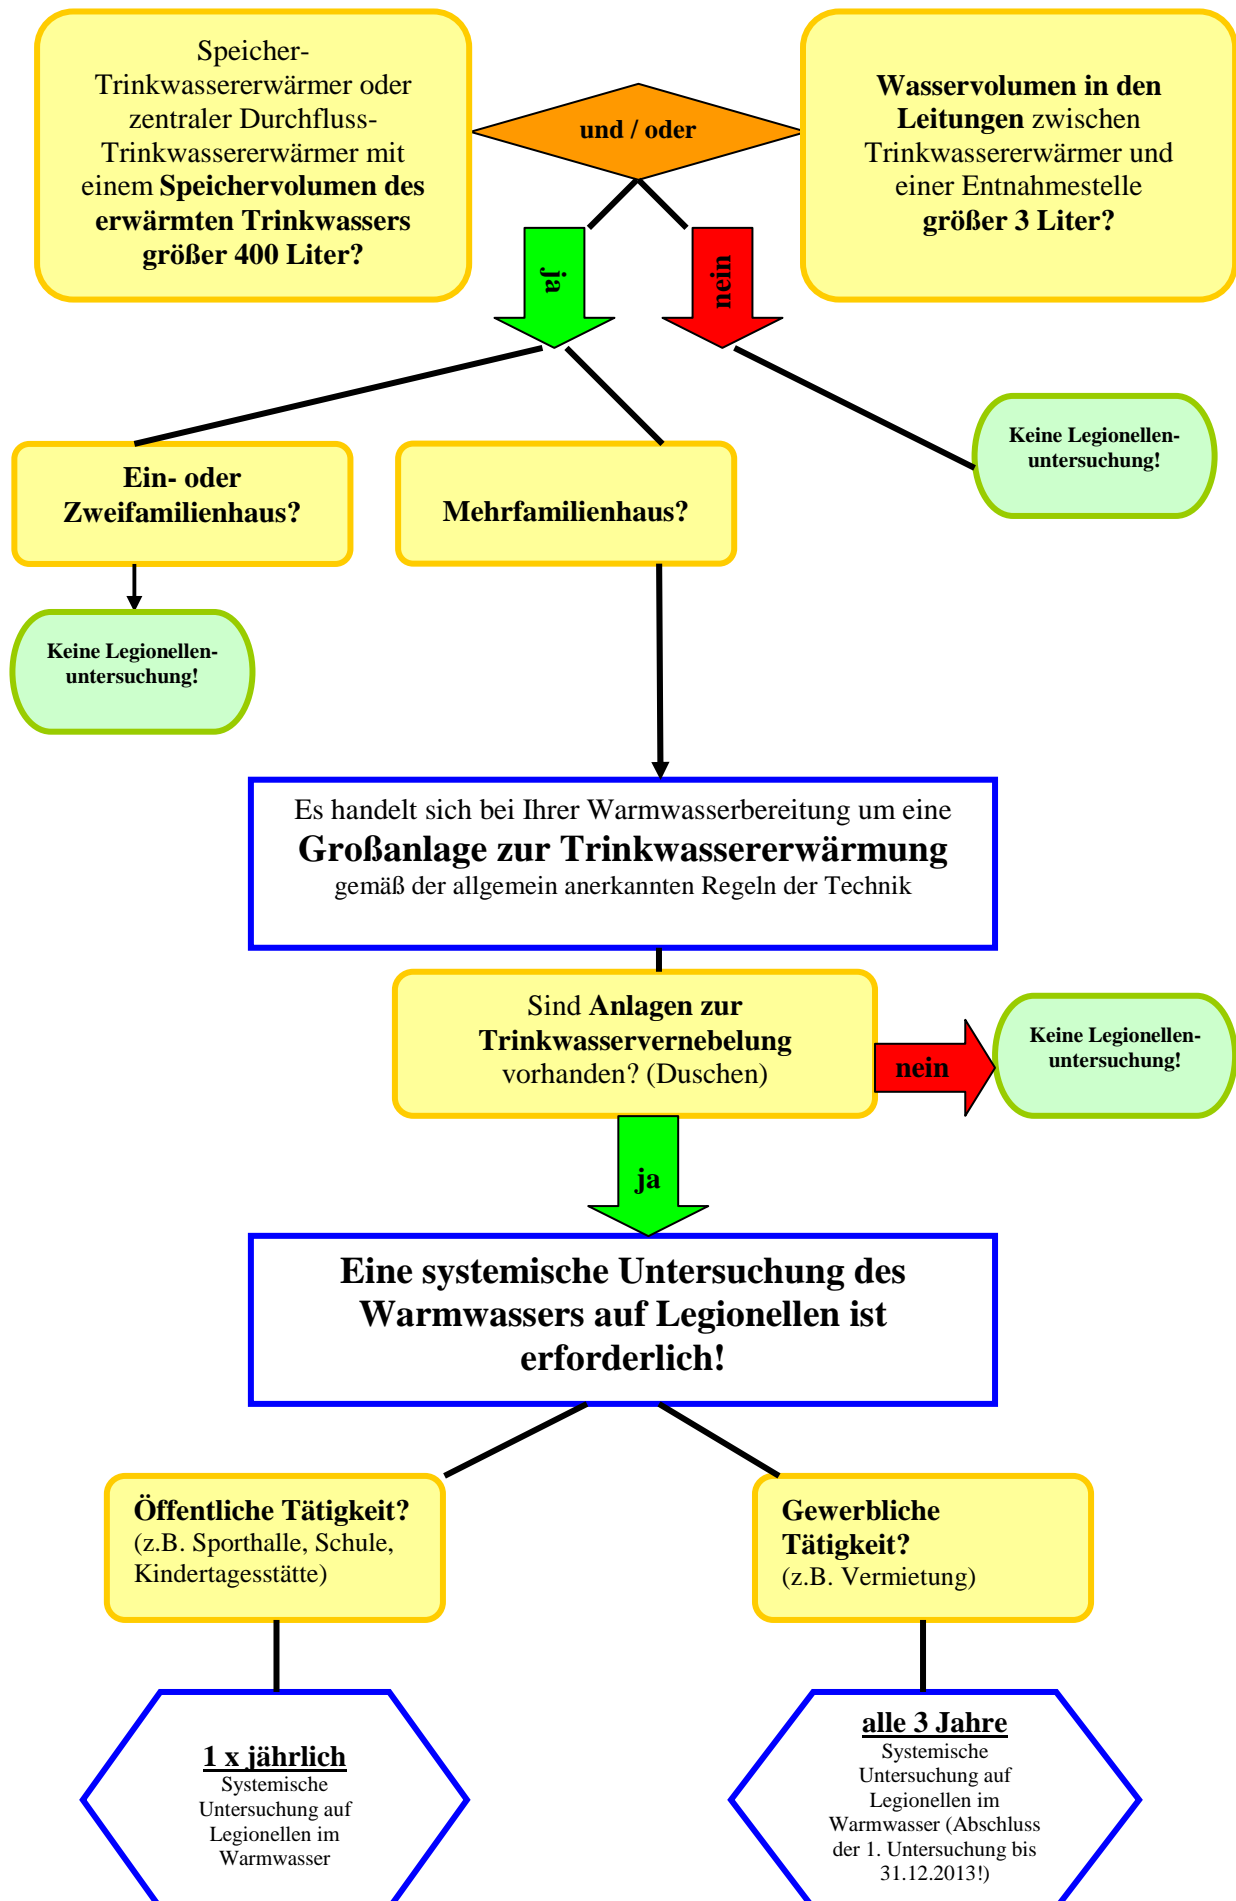 Speicher-
Trinkwassererwärmer oder
zentraler Durchfluss-
Trinkwassererwärmer mit
einem Speichervolumen des
erwärmten Trinkwassers
größer 400 Liter?
und / oder
Wasservolumen in den
Leitungen zwischen
Trinkwassererwärmer und
einer Entnahmestelle
größer 3 Liter?
ja
nein
Keine Legionellen-
untersuchung!
Ein- oder
Zweifamilienhaus?
Mehrfamilienhaus?
Keine Legionellen-
untersuchung!
Es handelt sich bei Ihrer Warmwasserbereitung um eine
Großanlage zur Trinkwassererwärmung
gemäß der allgemein anerkannten Regeln der Technik
Sind Anlagen zur
Trinkwasservernebelung
vorhanden? (Duschen)
nein
Keine Legionellen-
untersuchung!
ja
Eine systemische Untersuchung des
Warmwassers auf Legionellen ist
erforderlich!
Öffentliche Tätigkeit?
(z.B. Sporthalle, Schule,
Kindertagesstätte)
Gewerbliche
Tätigkeit?
(z.B. Vermietung)
1 x jährlich
Systemische
Untersuchung auf
Legionellen im
Warmwasser
alle 3 Jahre
Systemische
Untersuchung auf
Legionellen im
Warmwasser (Abschluss
der 1. Untersuchung bis
31.12.2013!)